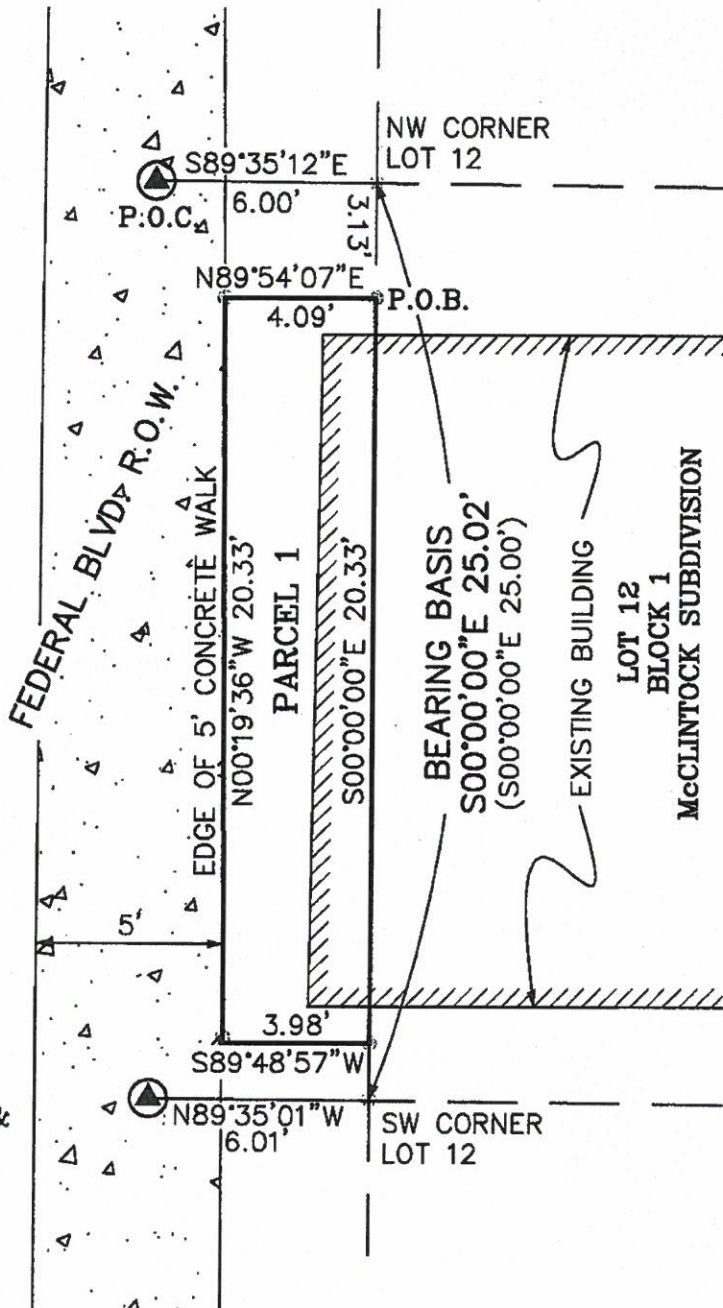 NW CORNER
LOT 12
S89°35'12"E
6.00'
P.O.C.
3.13'
N89°54'07"E
4.09'
P.O.B.
FEDERAL BLVD. R.O.W.
EDGE OF 5' CONCRETE WALK
N00°19'36"W 20.33'
PARCEL 1
S00°00'00"E 20.33'
BEARING BASIS
S00°00'00"E 25.02'
(S00°00'00"E 25.00')
EXISTING BUILDING
LOT 12
BLOCK 1
McCLINTOCK SUBDIVISION
5'
3.98'
S89°48'57"W
N89°35'01"W
6.01'
SW CORNER
LOT 12